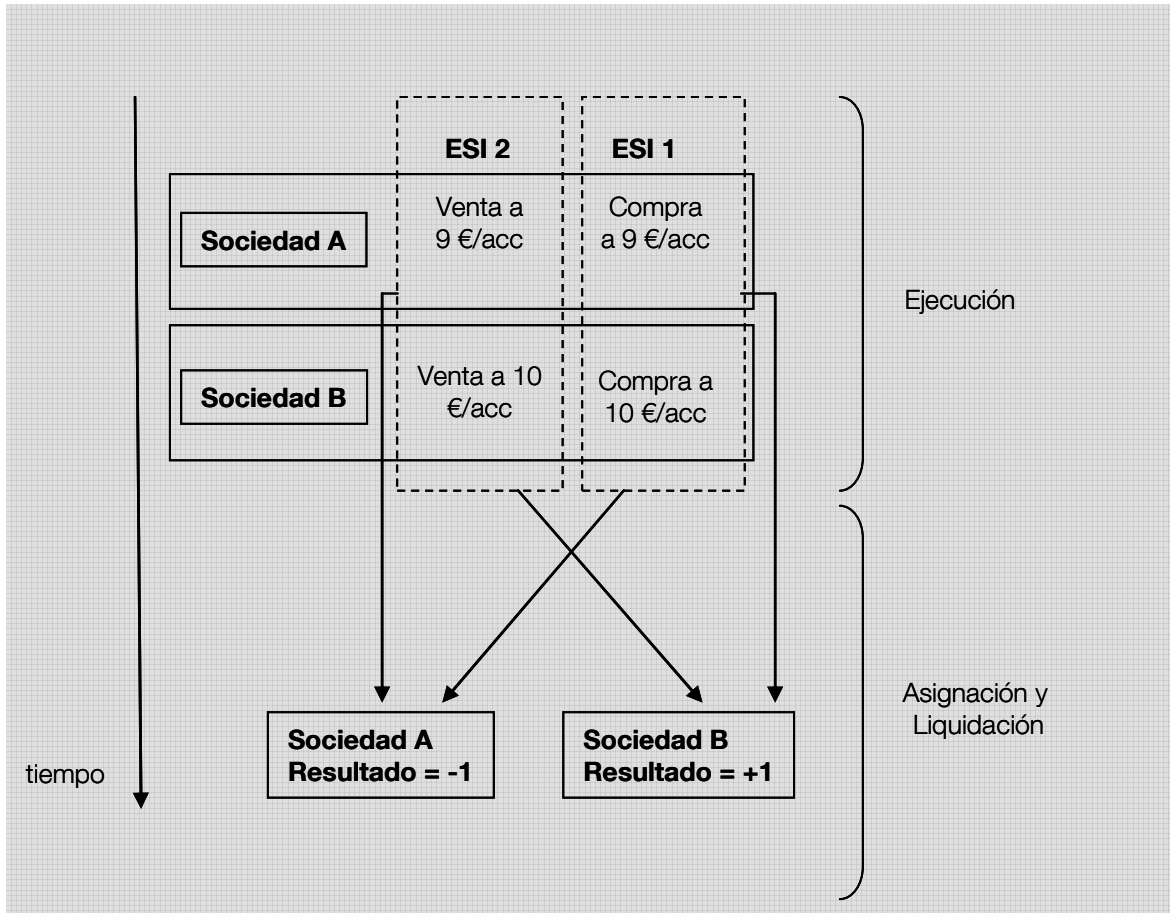 ESI 2
ESI 1
Sociedad A
Venta a
9 €/acc
Compra
a 9 €/acc
Ejecución
Sociedad B
Venta a 10
€/acc
Compra a
10 €/acc
Asignación y
Liquidación
Sociedad A
Resultado = -1
Sociedad B
Resultado = +1
tiempo